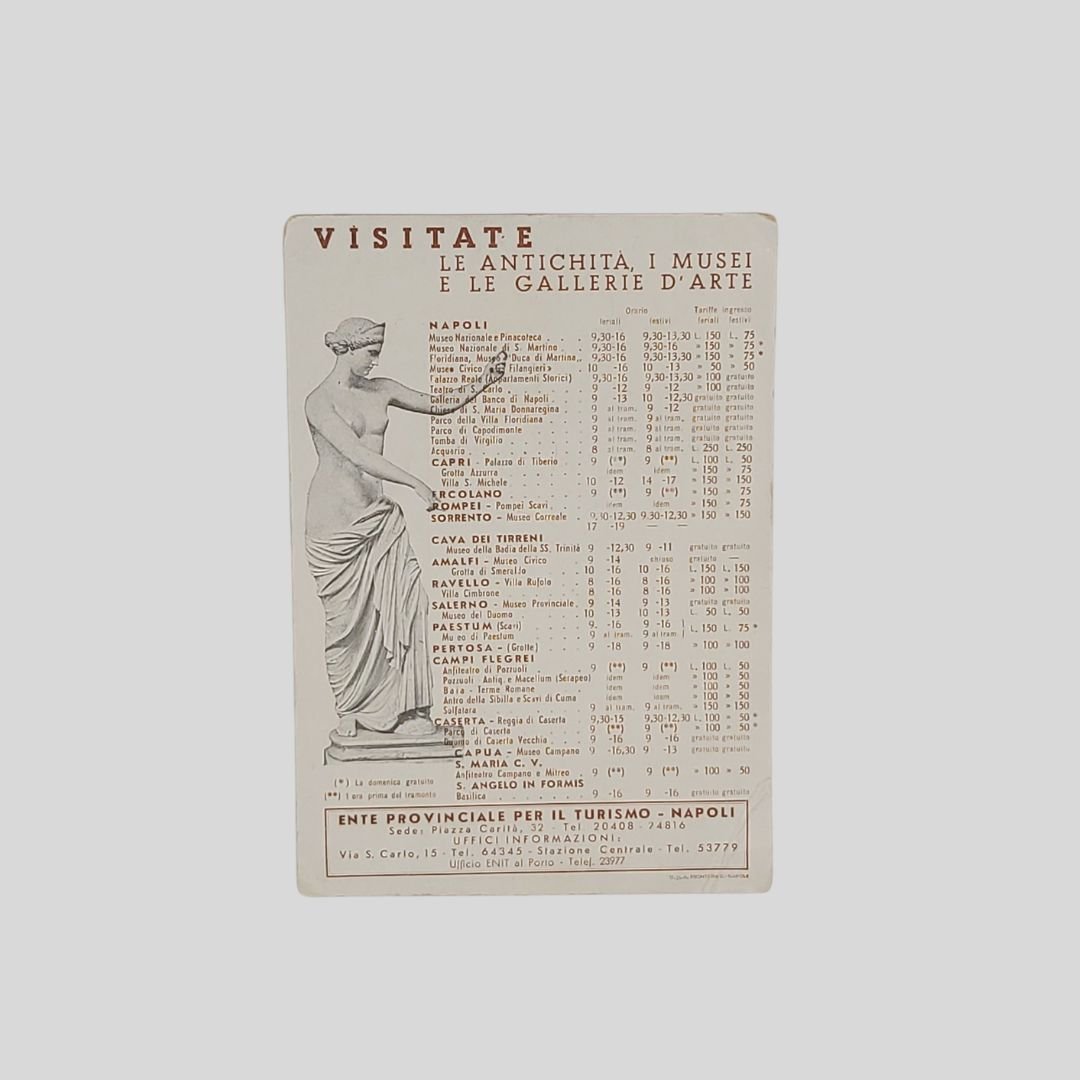 VISITATE
LE ANTICHITÀ, I MUSEI
E LE GALLERIE D'ARTE
Orario Tariffe ingresso
feriali festivi feriali festivi
NAPOLI
Museo Nazionale e Pinacoteca . . . 9,30-16 9,30-13,30 L. 150 L. 75
Museo Nazionale di S. Martino . . 9,30-16 9,30-16 » 150 » 75 *
Floridiana, Museo "Duca di Martina,, 9,30-16 9,30-13,30 » 150 » 75 *
Museo Civico «G. Filangieri» . . 10 -16 10 -13 » 50 » 50
Palazzo Reale (Appartamenti Storici) 9,30-16 9,30-13,30 » 100 gratuito
Teatro di S. Carlo . . . . 9 -12 9 -12 » 100 gratuito
Galleria del Banco di Napoli . . . 9 -13 10 -12,30 gratuito gratuito
Chiesa di S. Maria Donnaregina . . 9 al tram. 9 -12 gratuito gratuito
Parco della Villa Floridiana . . . 9 al tram. 9 al tram. gratuito gratuito
Parco di Capodimonte . . . . 9 al tram. 9 al tram. gratuito gratuito
Tomba di Virgilio . . . . . 9 al tram. 9 al tram. gratuito gratuito
Acquario . . . . . . . 8 al tram. 8 al tram. L. 250 L. 250
CAPRI - Palazzo di Tiberio . . 9 (**) 9 (**) L. 100 L. 50
Grotta Azzurra . . . . idem idem » 150 » 75
Villa S. Michele . . . . 10 -12 14 -17 » 150 » 150
ERCOLANO . . . . . 9 (**) 9 (**) » 150 » 75
POMPEI - Pompei Scavi . . . idem idem » 150 » 75
SORRENTO - Museo Correale . 9,30-12,30 9,30-12,30 » 150 » 150
17 -19 — —
CAVA DEI TIRRENI
Museo della Badia della SS. Trinità 9 -12,30 9 -11 gratuito gratuito
AMALFI - Museo Civico . . 9 -14 chiuso gratuito —
Grotta di Smeraldo . . . 10 -16 10 -16 L. 150 L. 150
RAVELLO - Villa Rufolo . . 8 -16 8 -16 » 100 » 100
Villa Cimbrone . . . . 8 -16 8 -16 » 100 » 100
SALERNO - Museo Provinciale. 9 -14 9 -13 gratuito gratuito
Museo del Duomo . . . . 10 -13 10 -13 L. 50 L. 50
PAESTUM (Scavi) . . . . 9 -16 9 -16 } L. 150 L. 75 *
Museo di Paestum . . . . 9 al tram. 9 al tram.
PERTOSA - (Grotte) . . . 9 -18 9 -18 » 100 » 100
CAMPI FLEGREI
Anfiteatro di Pozzuoli . . . . 9 (**) 9 (**) L. 100 L. 50
Pozzuoli Antiq. e Macellum (Serapeo) idem idem » 100 » 50
Baia - Terme Romane . . . idem idem » 100 » 50
Antro della Sibilla e Scavi di Cuma idem idem » 100 » 50
Solfatara . . . . . . 9 al tram. 9 al tram. » 150 » 150
CASERTA - Reggia di Caserta . 9,30-15 9,30-12,30 L. 100 » 50 *
Parco di Caserta . . . . 9 (**) 9 (**) » 100 » 50 *
Duomo di Caserta Vecchia . . . 9 -16 9 -16 gratuito gratuito
CAPUA - Museo Campano 9 -16,30 9 -13 gratuito gratuito
S. MARIA C. V.
Anfiteatro Campano e Mitreo . 9 (**) 9 (**) » 100 » 50
S. ANGELO IN FORMIS
Basilica . . . . . . . 9 -16 9 -16 gratuito gratuito
(*) La domenica gratuito
(**) 1 ora prima del tramonto
ENTE PROVINCIALE PER IL TURISMO - NAPOLI
Sede: Piazza Carità, 32 - Tel. 20408 - 24816
UFFICI INFORMAZIONI:
Via S. Carlo, 15 - Tel. 64345 - Stazione Centrale - Tel. 53779
Ufficio ENIT al Porto - Telef. 23977